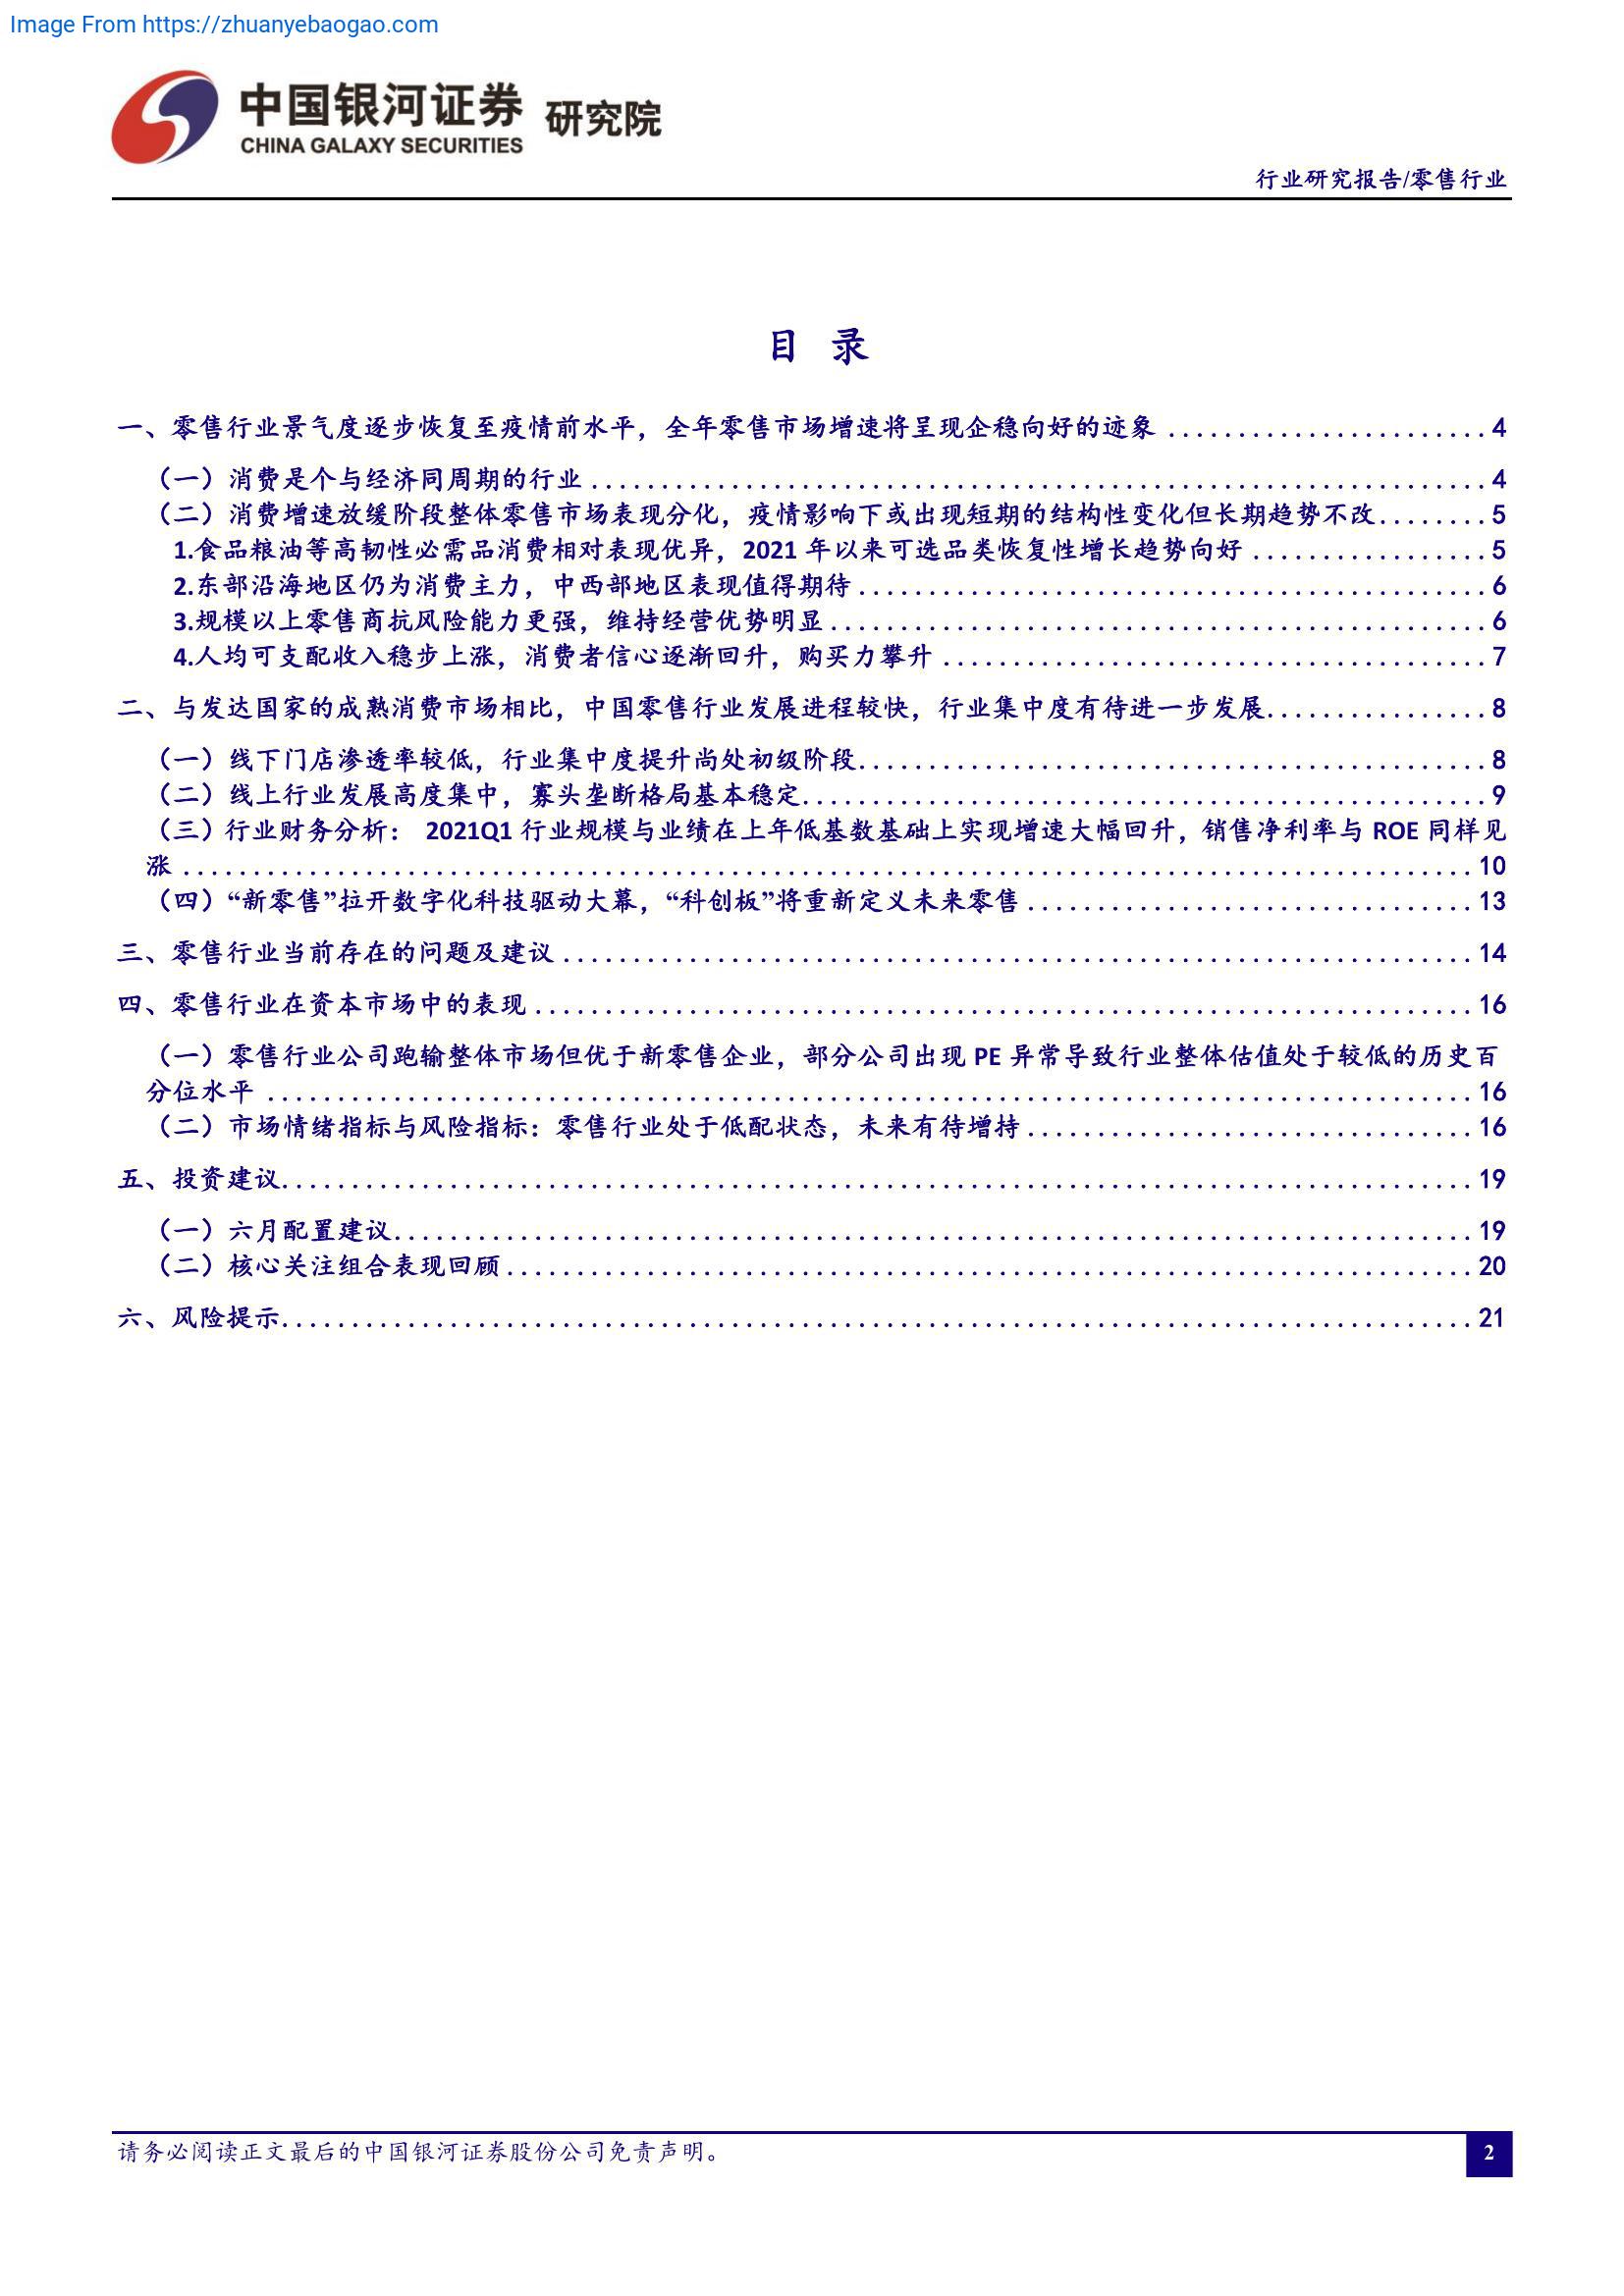 Image From https://zhuanyebaogao.com
中国银河证券 研究院
CHINA GALAXY SECURITIES
行业研究报告/零售行业
目 录
一、零售行业景气度逐步恢复至疫情前水平，全年零售市场增速将呈现企稳向好的迹象 ....................... 4
（一）消费是个与经济同周期的行业 ................................................................ 4
（二）消费增速放缓阶段整体零售市场表现分化，疫情影响下或出现短期的结构性变化但长期趋势不改........ 5
1.食品粮油等高韧性必需品消费相对表现优异，2021 年以来可选品类恢复性增长趋势向好 ................. 5
2.东部沿海地区仍为消费主力，中西部地区表现值得期待 ............................................. 6
3.规模以上零售商抗风险能力更强，维持经营优势明显 ............................................... 6
4.人均可支配收入稳步上涨，消费者信心逐渐回升，购买力攀升 ....................................... 7
二、与发达国家的成熟消费市场相比，中国零售行业发展进程较快，行业集中度有待进一步发展................ 8
（一）线下门店渗透率较低，行业集中度提升尚处初级阶段............................................. 8
（二）线上行业发展高度集中，寡头垄断格局基本稳定................................................. 9
（三）行业财务分析： 2021Q1 行业规模与业绩在上年低基数基础上实现增速大幅回升，销售净利率与 ROE 同样见
涨 ............................................................................................ 10
（四）“新零售”拉开数字化科技驱动大幕，“科创板”将重新定义未来零售 ................................ 13
三、零售行业当前存在的问题及建议 ................................................................. 14
四、零售行业在资本市场中的表现 ................................................................... 16
（一）零售行业公司跑输整体市场但优于新零售企业，部分公司出现 PE 异常导致行业整体估值处于较低的历史百
分位水平 ...................................................................................... 16
（二）市场情绪指标与风险指标：零售行业处于低配状态，未来有待增持 ................................ 16
五、投资建议..................................................................................... 19
（一）六月配置建议............................................................................. 19
（二）核心关注组合表现回顾 ..................................................................... 20
六、风险提示..................................................................................... 21
请务必阅读正文最后的中国银河证券股份公司免责声明。
2